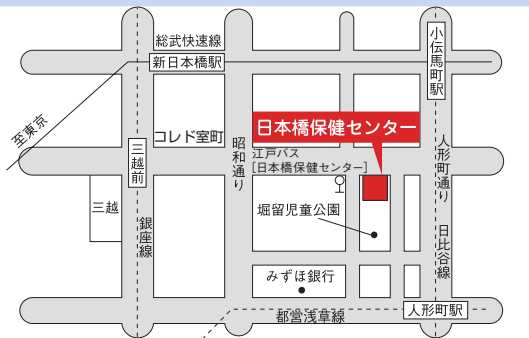 総武快速線
新日本橋駅
小伝馬町駅
至東京
コレド室町
三越前
昭和通り
日本橋保健センター
江戸バス
[日本橋保健センター]
人形町通り
三越
銀座線
堀留児童公園
日比谷線
みずほ銀行
都営浅草線
人形町駅